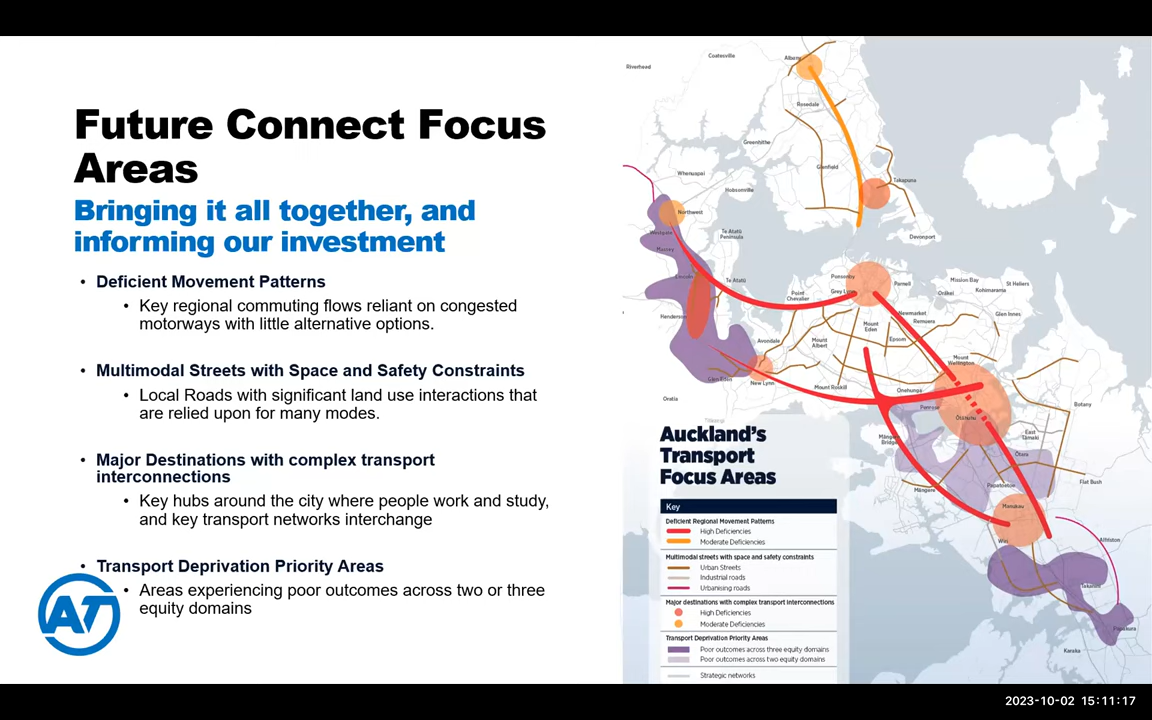 Future Connect Focus
Areas
Bringing it all together, and
informing our investment
• Deficient Movement Patterns
• Key regional commuting flows reliant on congested
motorways with little alternative options.
• Multimodal Streets with Space and Safety Constraints
• Local Roads with significant land use interactions that
are relied upon for many modes.
• Major Destinations with complex transport
interconnections
• Key hubs around the city where people work and study,
and key transport networks interchange
• Transport Deprivation Priority Areas
• Areas experiencing poor outcomes across two or three
equity domains
AT
Coatesville
Riverhead
Albany
Rosedale
Greenhithe
Glenfield
Whenuapai
Hobsonville
Takapuna
Northwest
Westgate
Massey
Te Atatū
Peninsula
Devonport
Lincoln
Te Atatū
Ponsonby
Parnell
Mission Bay
St Heliers
Kohimarama
Ōrākei
Point
Chevalier
Grey Lynn
Henderson
Newmarket
Remuera
Glen Innes
Mount
Eden
Epsom
Avondale
Mount
Albert
Mount
Wellington
Glen Eden
New Lynn
Mount Roskill
Onehunga
Oratia
Penrose
Ōtāhuhu
Botany
Māngere
Bridge
East
Tāmaki
Ōtara
Māngere
Papatoetoe
Flat Bush
Manukau
Wiri
Alfriston
Takanini
Papakura
Karaka
Auckland's
Transport
Focus Areas
Key
Deficient Regional Movement Patterns
High Deficiencies
Moderate Deficiencies
Multimodal streets with space and safety constraints
Urban Streets
Industrial roads
Urbanising roads
Major destinations with complex transport interconnections
High Deficiencies
Moderate Deficiencies
Transport Deprivation Priority Areas
Poor outcomes across three equity domains
Poor outcomes across two equity domains
Strategic networks
2023-10-02 15:11:17